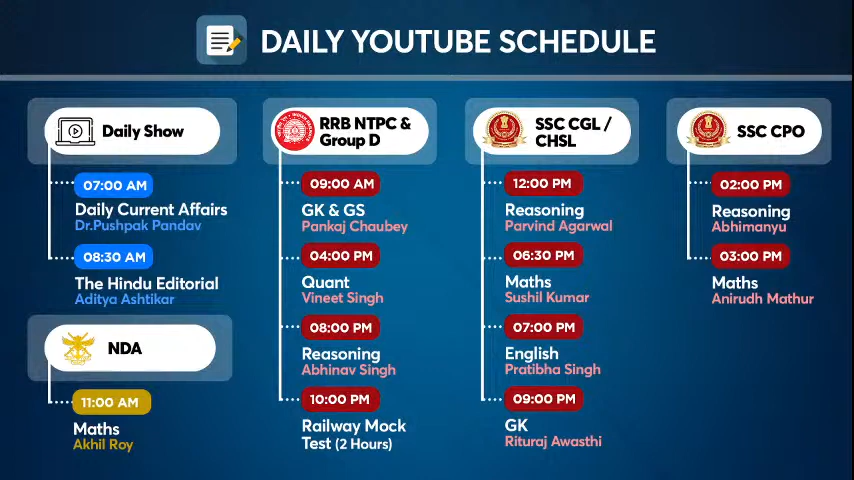 DAILY YOUTUBE SCHEDULE
Daily Show
07:00 AM
Daily Current Affairs
Dr.Pushpak Pandav
08:30 AM
The Hindu Editorial
Aditya Ashtikar
NDA
11:00 AM
Maths
Akhil Roy
RRB NTPC &
Group D
09:00 AM
GK & GS
Pankaj Chaubey
04:00 PM
Quant
Vineet Singh
08:00 PM
Reasoning
Abhinav Singh
10:00 PM
Railway Mock
Test (2 Hours)
SSC CGL /
CHSL
12:00 PM
Reasoning
Parvind Agarwal
06:30 PM
Maths
Sushil Kumar
07:00 PM
English
Pratibha Singh
09:00 PM
GK
Rituraj Awasthi
SSC CPO
02:00 PM
Reasoning
Abhimanyu
03:00 PM
Maths
Anirudh Mathur